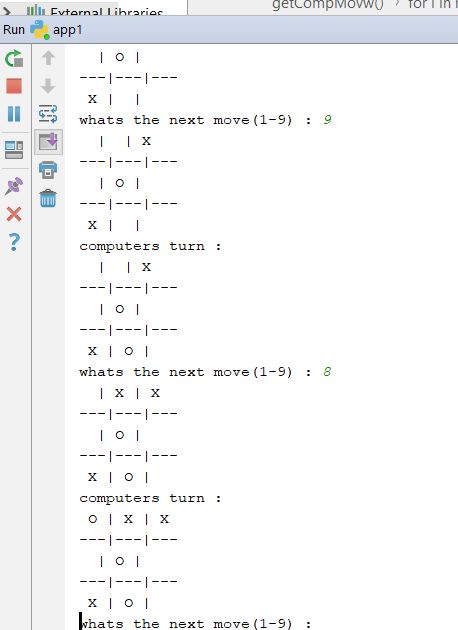 External Libraries
getCompMovw() › for i in
Run app1
| O |
---|---|---
X |   |
whats the next move(1-9) : 9
|   | X
---|---|---
| O |
---|---|---
X |   |
computers turn :
|   | X
---|---|---
| O |
---|---|---
X | O |
whats the next move(1-9) : 8
| X | X
---|---|---
| O |
---|---|---
X | O |
computers turn :
O | X | X
---|---|---
| O |
---|---|---
X | O |
whats the next move(1-9) :